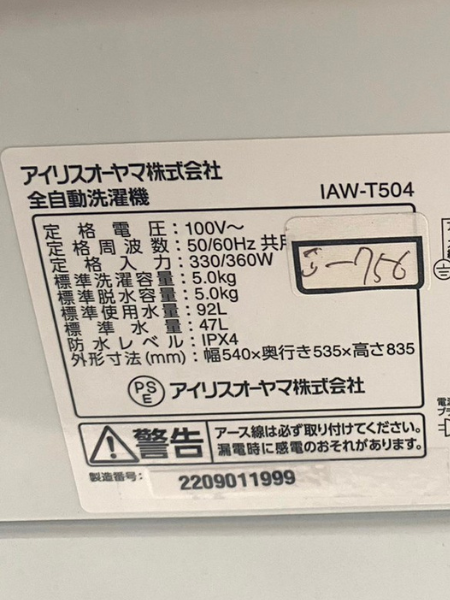 アイリスオーヤマ株式会社
全自動洗濯機 IAW-T504
定格電圧:100V～
定格周波数:50/60Hz 共用
定格入力:330/360W
標準洗濯容量:5.0kg
標準脱水容量:5.0kg
標準使用水量:92L
標準水量:47L
防水レベル:IPX4
外形寸法(mm):幅540×奥行き535×高さ835
PS
E アイリスオーヤマ株式会社
警告 アース線は必ず取り付けてください。
漏電時に感電のおそれがあります。
製造番号: 2209011999
-756